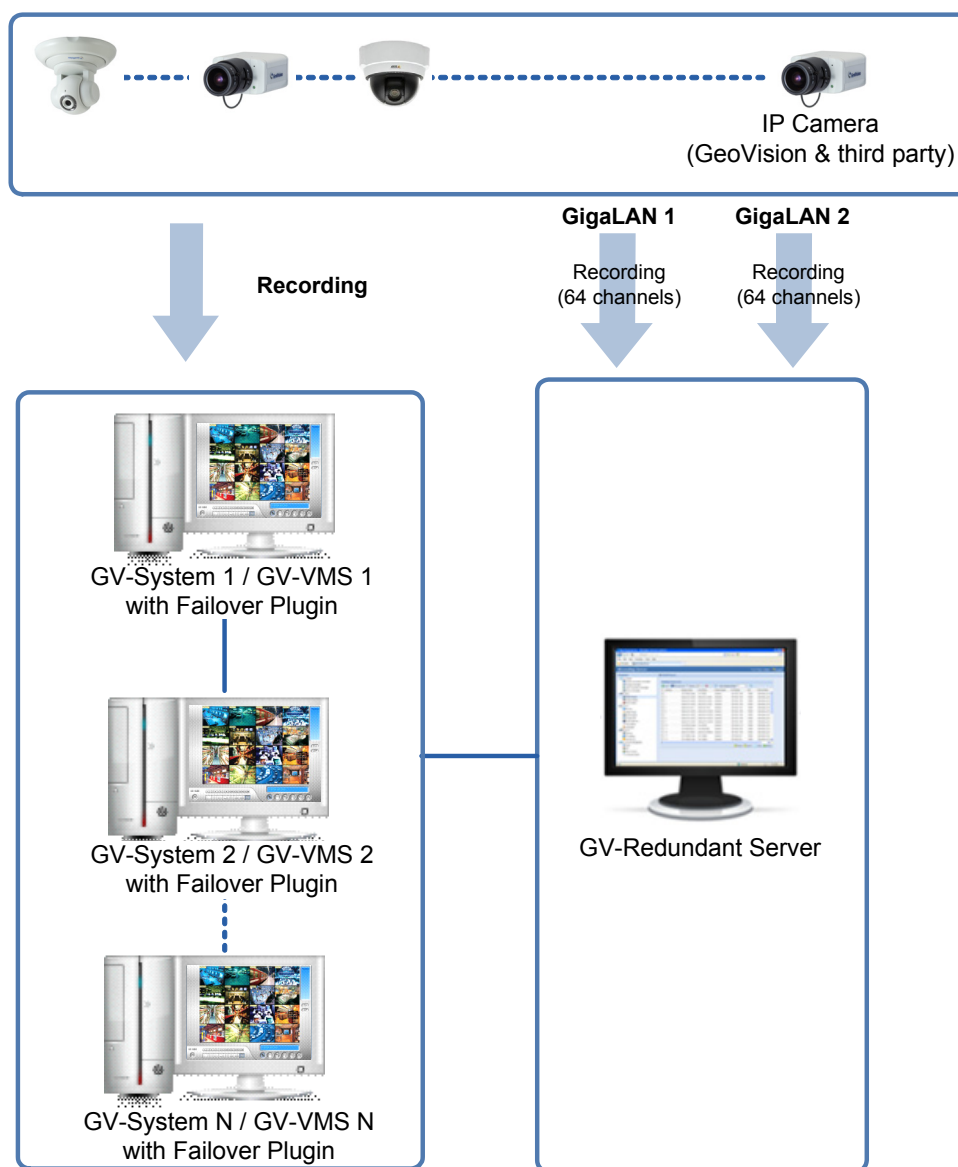 IP Camera
(GeoVision & third party)
GigaLAN 1
GigaLAN 2
Recording
Recording
(64 channels)
Recording
(64 channels)
GV-System 1 / GV-VMS 1
with Failover Plugin
GV-System 2 / GV-VMS 2
with Failover Plugin
GV-Redundant Server
GV-System N / GV-VMS N
with Failover Plugin